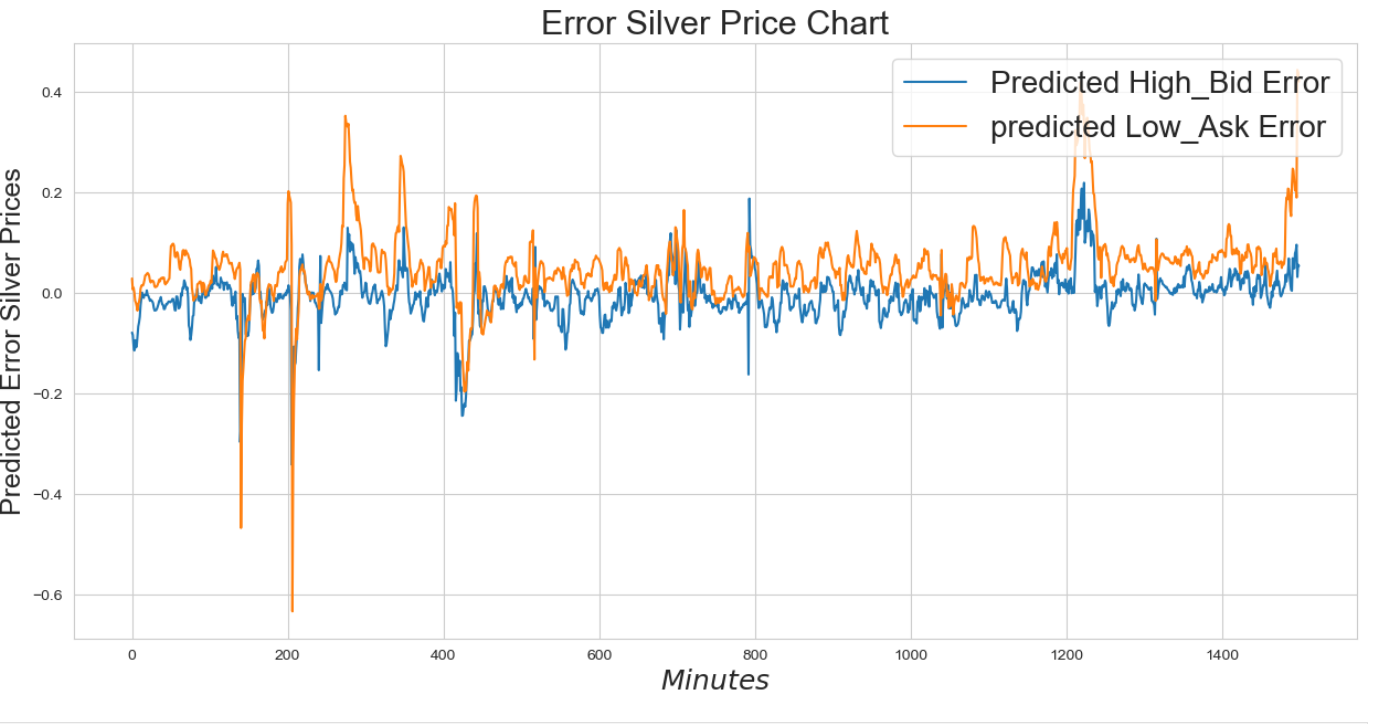 Error Silver Price Chart
Predicted High_Bid Error
predicted Low_Ask Error
Predicted Error Silver Prices
0.4
0.2
0.0
−0.2
−0.4
−0.6
0 200 400 600 800 1000 1200 1400
Minutes